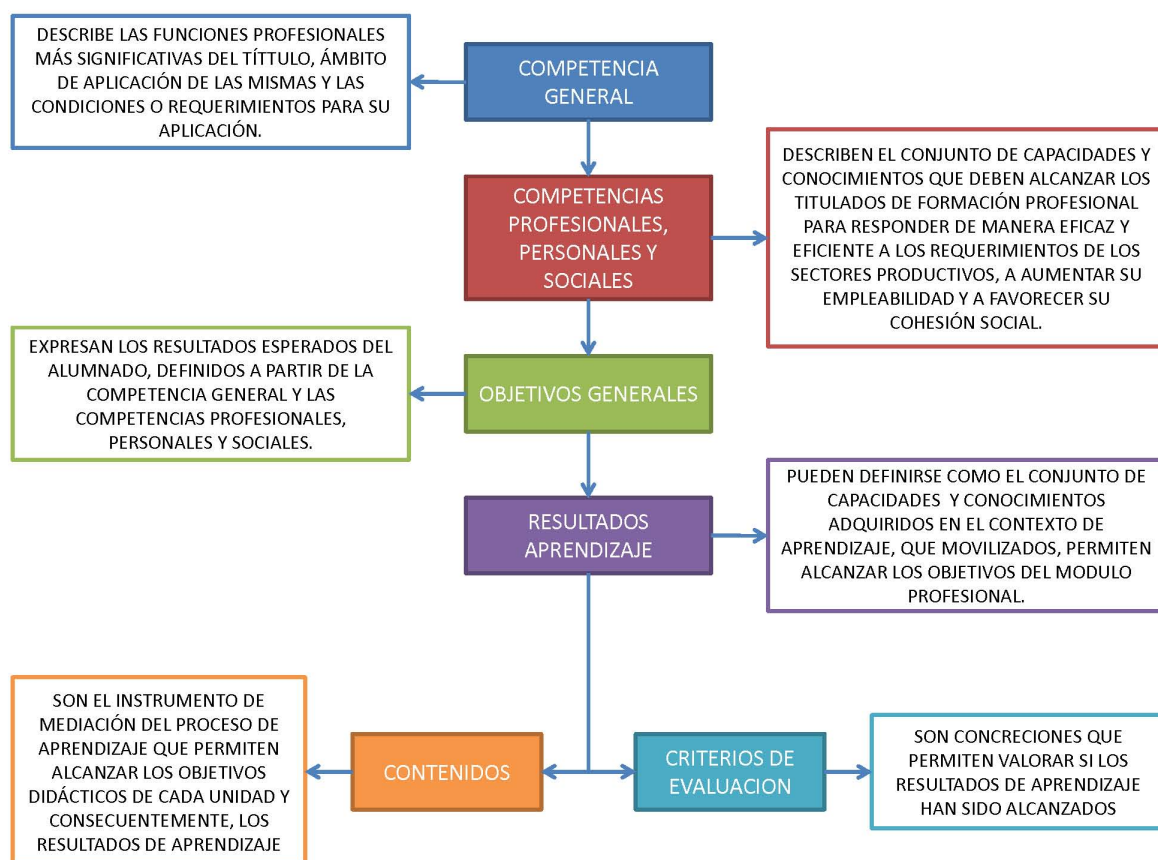 DESCRIBE LAS FUNCIONES PROFESIONALES
MÁS SIGNIFICATIVAS DEL TÍTTULO, ÁMBITO
DE APLICACIÓN DE LAS MISMAS Y LAS
CONDICIONES O REQUERIMIENTOS PARA SU
APLICACIÓN.
COMPETENCIA
GENERAL
COMPETENCIAS
PROFESIONALES,
PERSONALES Y
SOCIALES
DESCRIBEN EL CONJUNTO DE CAPACIDADES Y
CONOCIMIENTOS QUE DEBEN ALCANZAR LOS
TITULADOS DE FORMACIÓN PROFESIONAL
PARA RESPONDER DE MANERA EFICAZ Y
EFICIENTE A LOS REQUERIMIENTOS DE LOS
SECTORES PRODUCTIVOS, A AUMENTAR SU
EMPLEABILIDAD Y A FAVORECER SU
COHESIÓN SOCIAL.
EXPRESAN LOS RESULTADOS ESPERADOS DEL
ALUMNADO, DEFINIDOS A PARTIR DE LA
COMPETENCIA GENERAL Y LAS
COMPETENCIAS PROFESIONALES,
PERSONALES Y SOCIALES.
OBJETIVOS GENERALES
RESULTADOS
APRENDIZAJE
PUEDEN DEFINIRSE COMO EL CONJUNTO DE
CAPACIDADES Y CONOCIMIENTOS
ADQUIRIDOS EN EL CONTEXTO DE
APRENDIZAJE, QUE MOVILIZADOS, PERMITEN
ALCANZAR LOS OBJETIVOS DEL MODULO
PROFESIONAL.
SON EL INSTRUMENTO DE
MEDIACIÓN DEL PROCESO DE
APRENDIZAJE QUE PERMITEN
ALCANZAR LOS OBJETIVOS
DIDÁCTICOS DE CADA UNIDAD Y
CONSECUENTEMENTE, LOS
RESULTADOS DE APRENDIZAJE
CONTENIDOS
CRITERIOS DE
EVALUACION
SON CONCRECIONES QUE
PERMITEN VALORAR SI LOS
RESULTADOS DE APRENDIZAJE
HAN SIDO ALCANZADOS